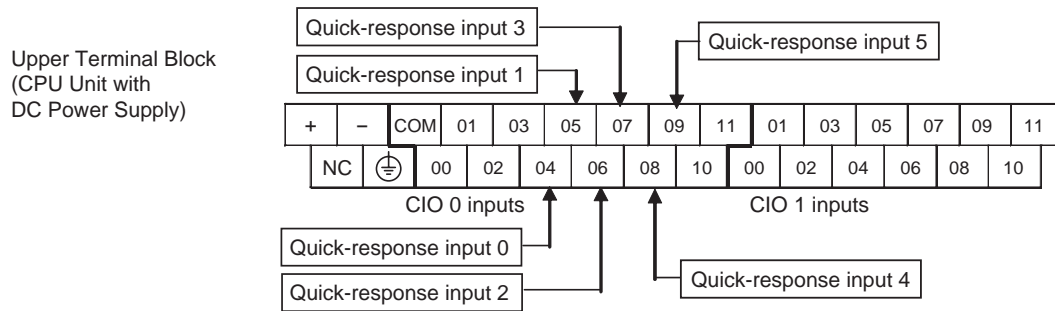 Upper Terminal Block
(CPU Unit with
DC Power Supply)
Quick-response input 3
Quick-response input 5
Quick-response input 1
+ − COM 01 03 05 07 09 11 01 03 05 07 09 11
NC 00 02 04 06 08 10 00 02 04 06 08 10
CIO 0 inputs
CIO 1 inputs
Quick-response input 0
Quick-response input 2
Quick-response input 4